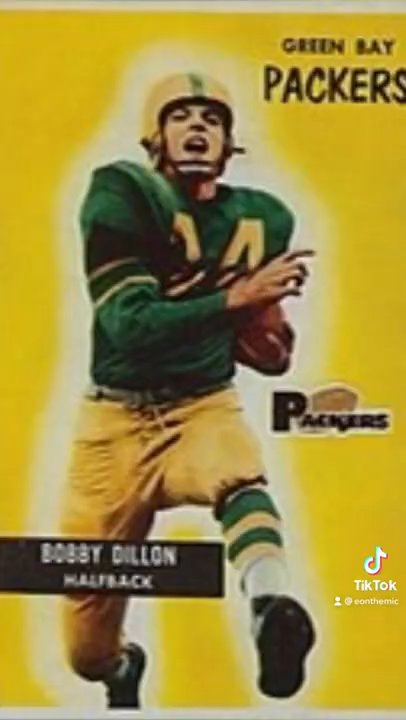 GREEN BAY
PACKERS
PACKERS
BOBBY DILLON
HALFBACK
TikTok
@eonthemic